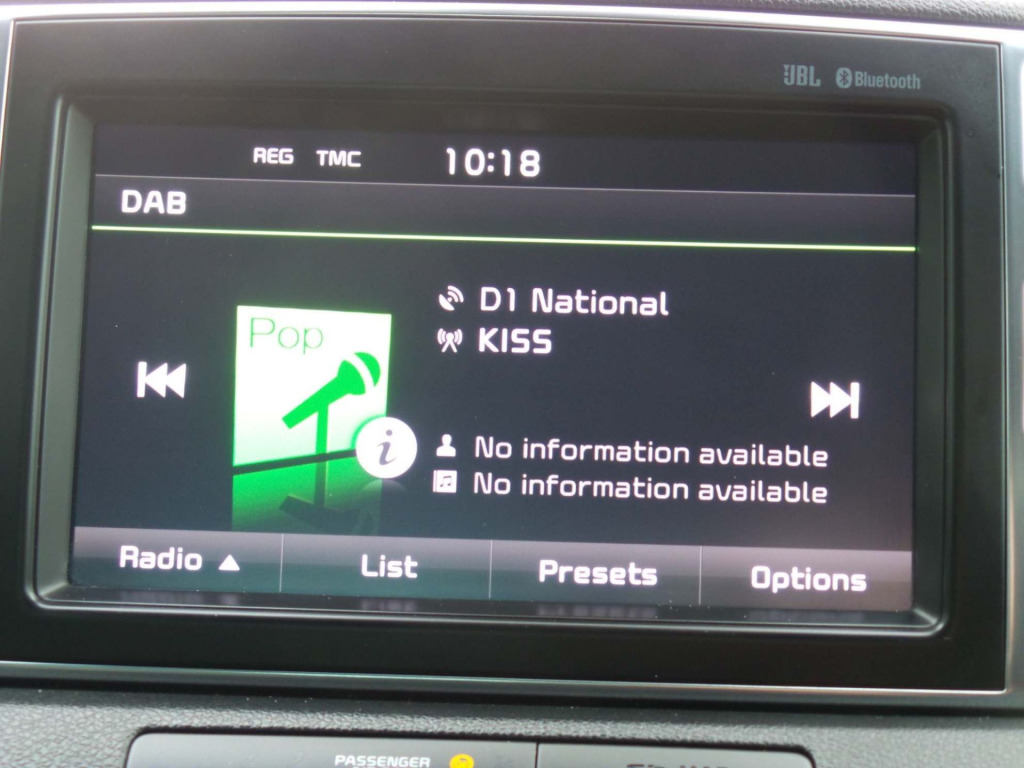 JBL Bluetooth
REG TMC 10:18
DAB
D1 National
Pop
KISS
i
No information available
No information available
Radio List Presets Options
PASSENGER